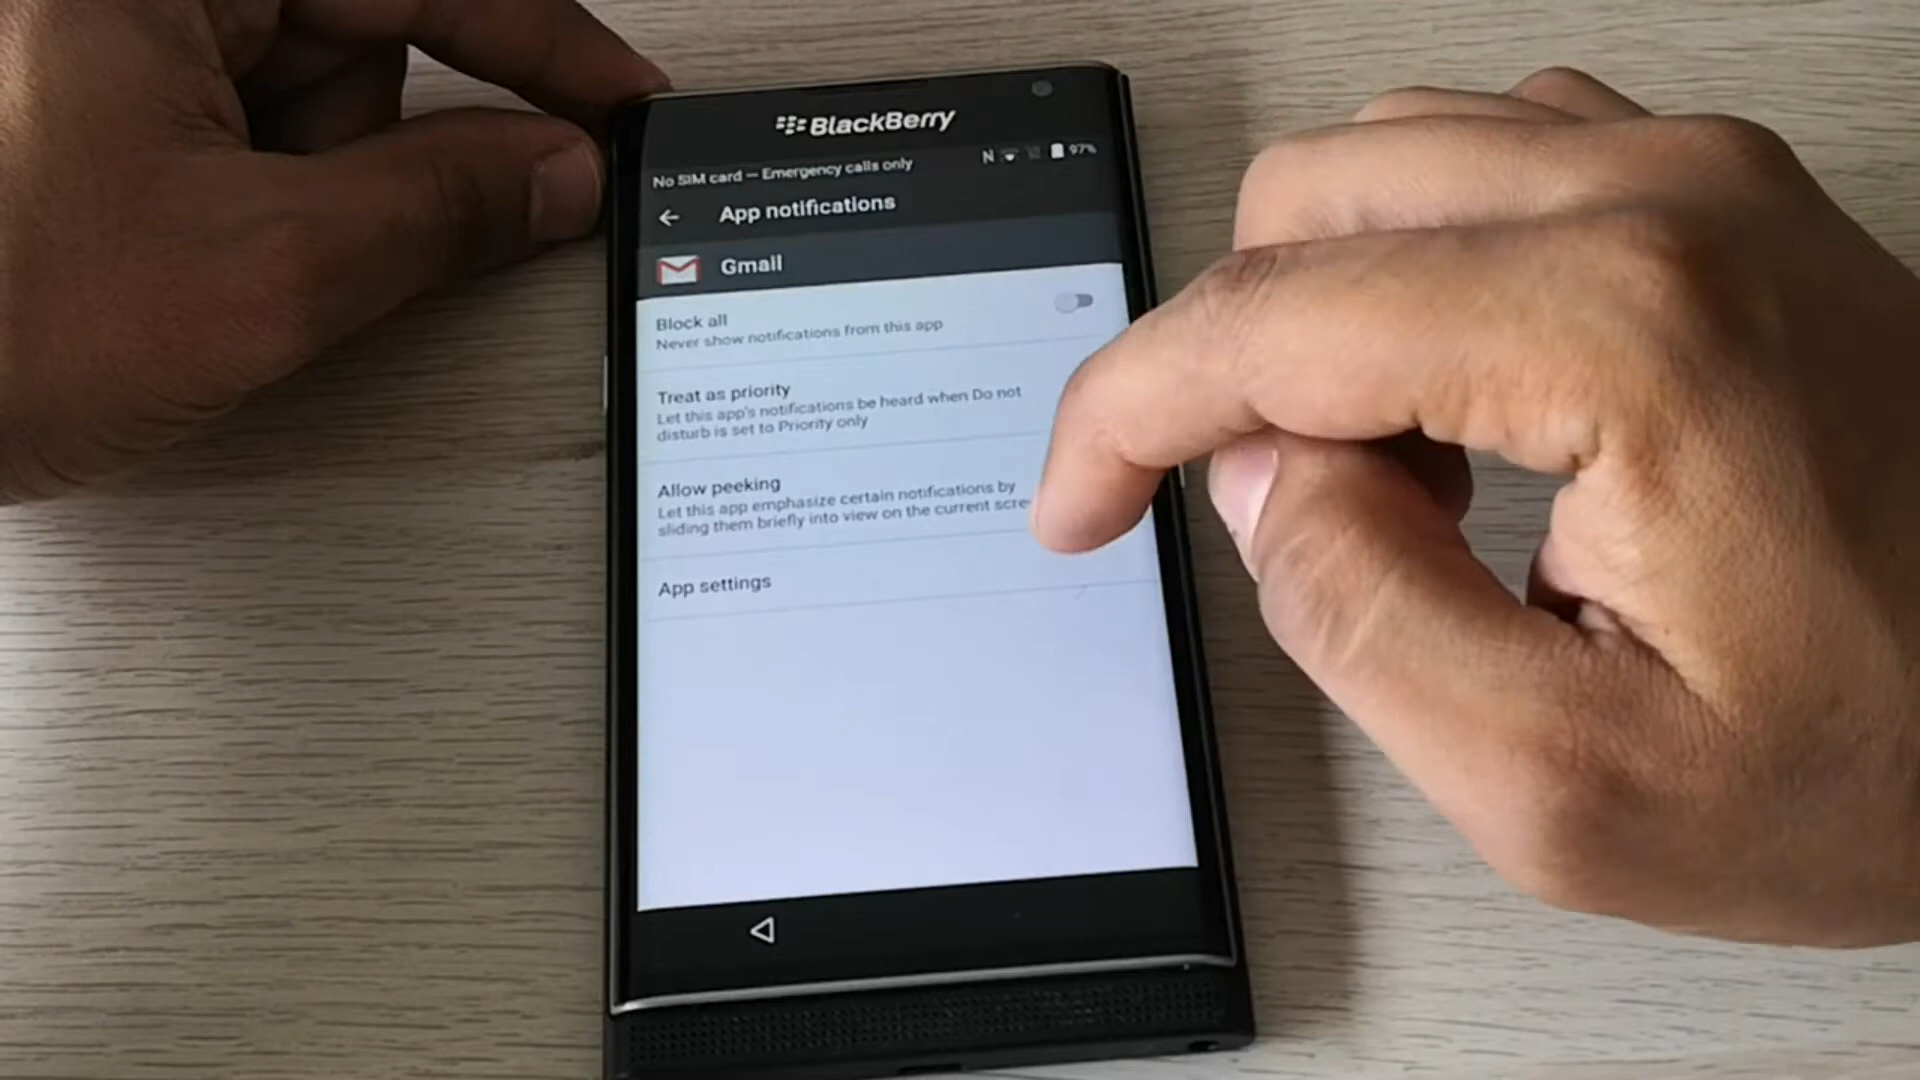 BlackBerry
No SIM card — Emergency calls only
N 97%
App notifications
Gmail
Block all
Never show notifications from this app
Treat as priority
Let this app's notifications be heard when Do not
disturb is set to Priority only
Allow peeking
Let this app emphasize certain notifications by
sliding them briefly into view on the current
App settings